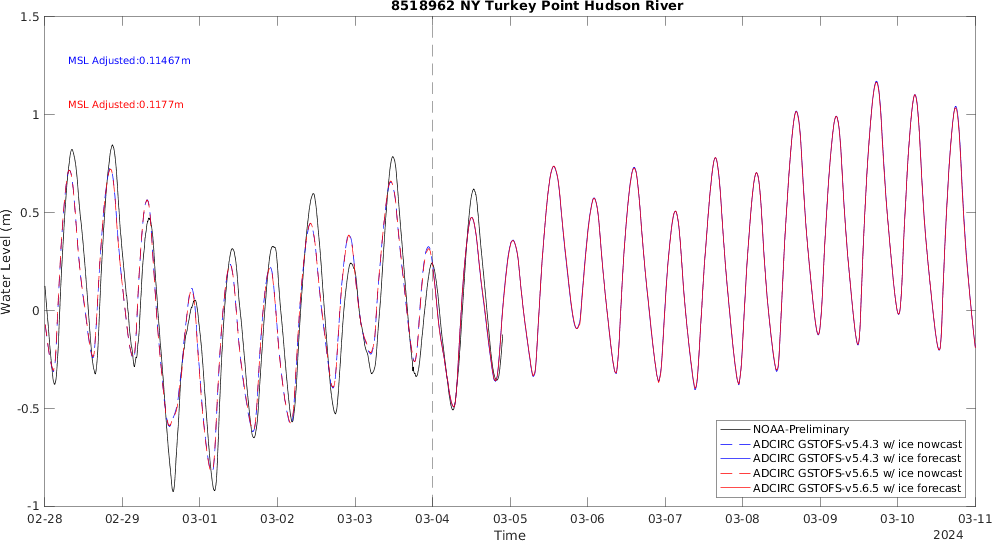 8518962 NY Turkey Point Hudson River
MSL Adjusted:0.11467m
MSL Adjusted:0.1177m
Water Level (m)
1.5
1
0.5
0
-0.5
-1
NOAA-Preliminary
ADCIRC GSTOFS-v5.4.3 w/ ice nowcast
ADCIRC GSTOFS-v5.4.3 w/ ice forecast
ADCIRC GSTOFS-v5.6.5 w/ ice nowcast
ADCIRC GSTOFS-v5.6.5 w/ ice forecast
02-28 02-29 03-01 03-02 03-03 03-04 03-05 03-06 03-07 03-08 03-09 03-10 03-11
Time
2024